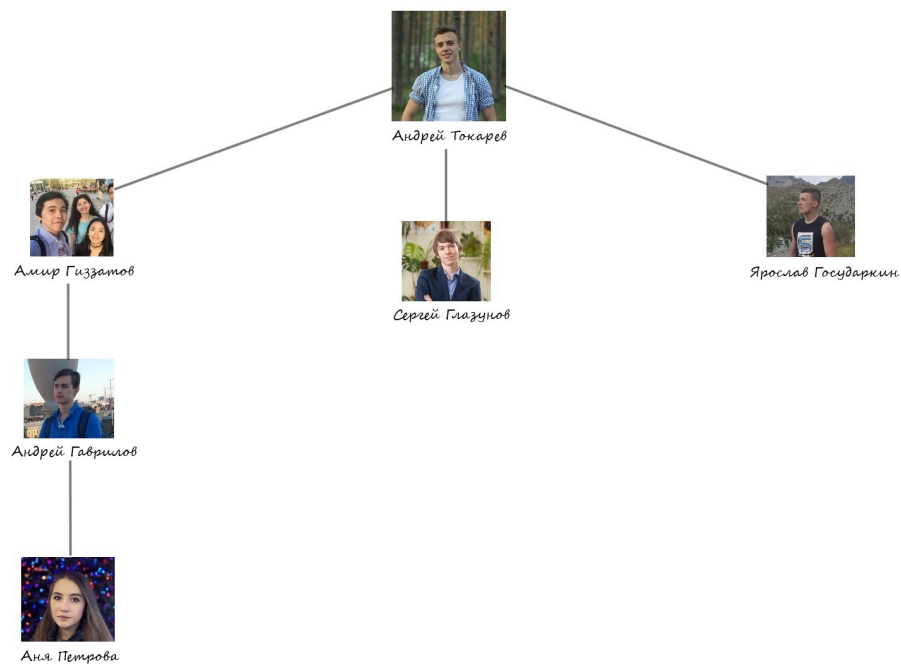 Андрей Токарев
Амир Гиззатов
Сергей Глазунов
Ярослав Государкин
Андрей Гаврилов
Аня Петрова